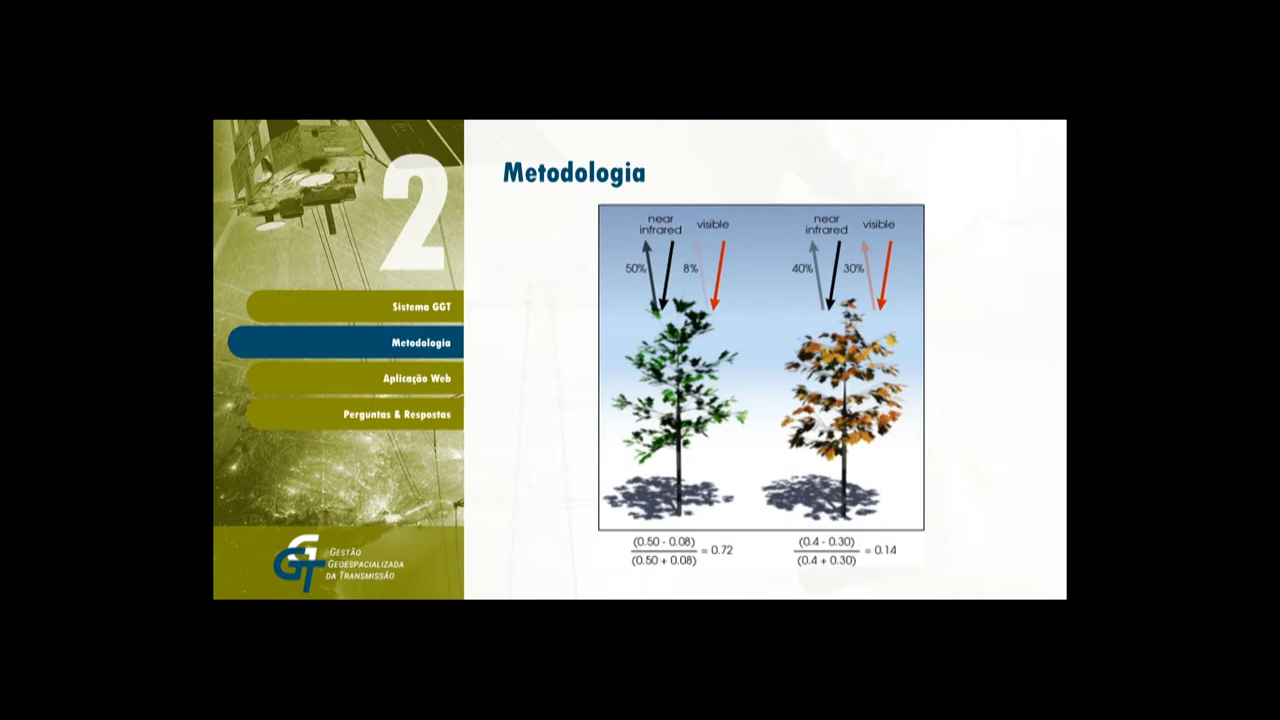 2
Sistema GGT
Metodologia
Aplicação Web
Perguntas & Respostas
GGT
GESTÃO
GEOESPACIALIZADA
DA TRANSMISSÃO
Metodologia
near
infrared
visible
50%
8%
near
infrared
visible
40%
30%
(0.50 - 0.08)
(0.50 + 0.08)
= 0.72
(0.4 - 0.30)
(0.4 + 0.30)
= 0.14